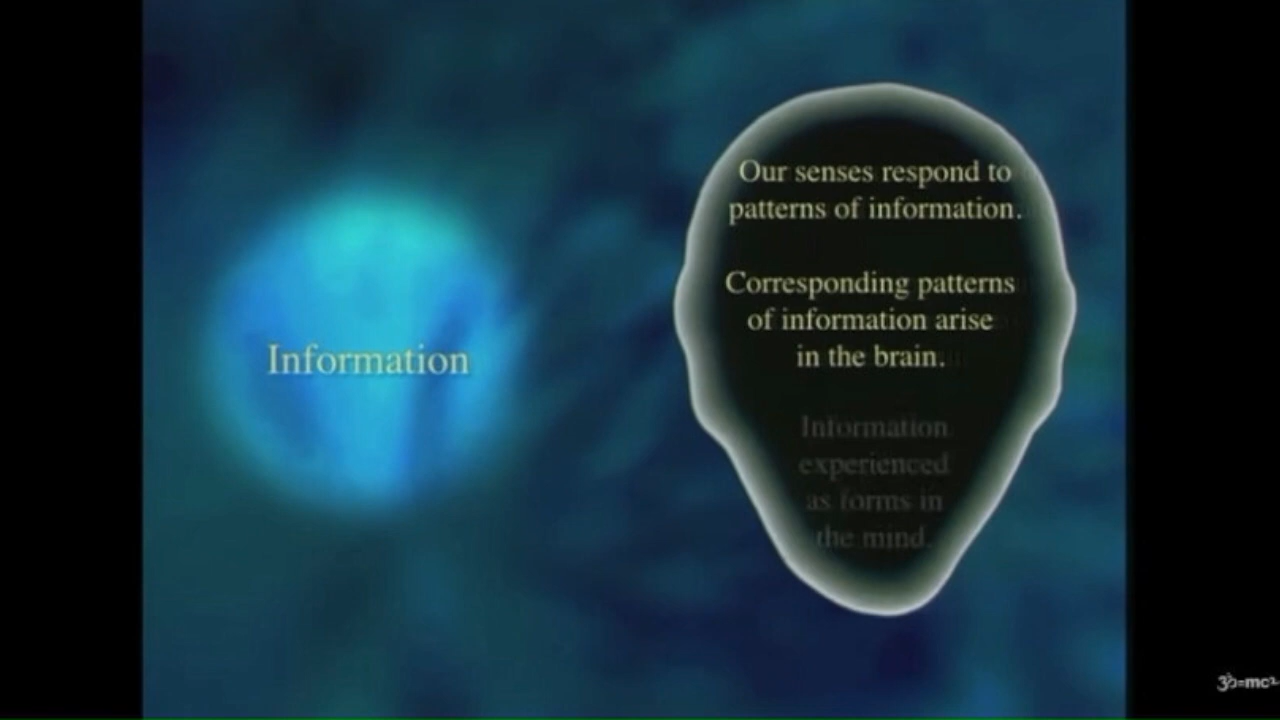 Information
Our senses respond to
patterns of information.
Corresponding patterns
of information arise
in the brain.
Information
experienced
as forms in
the mind.
ॐ=mc²